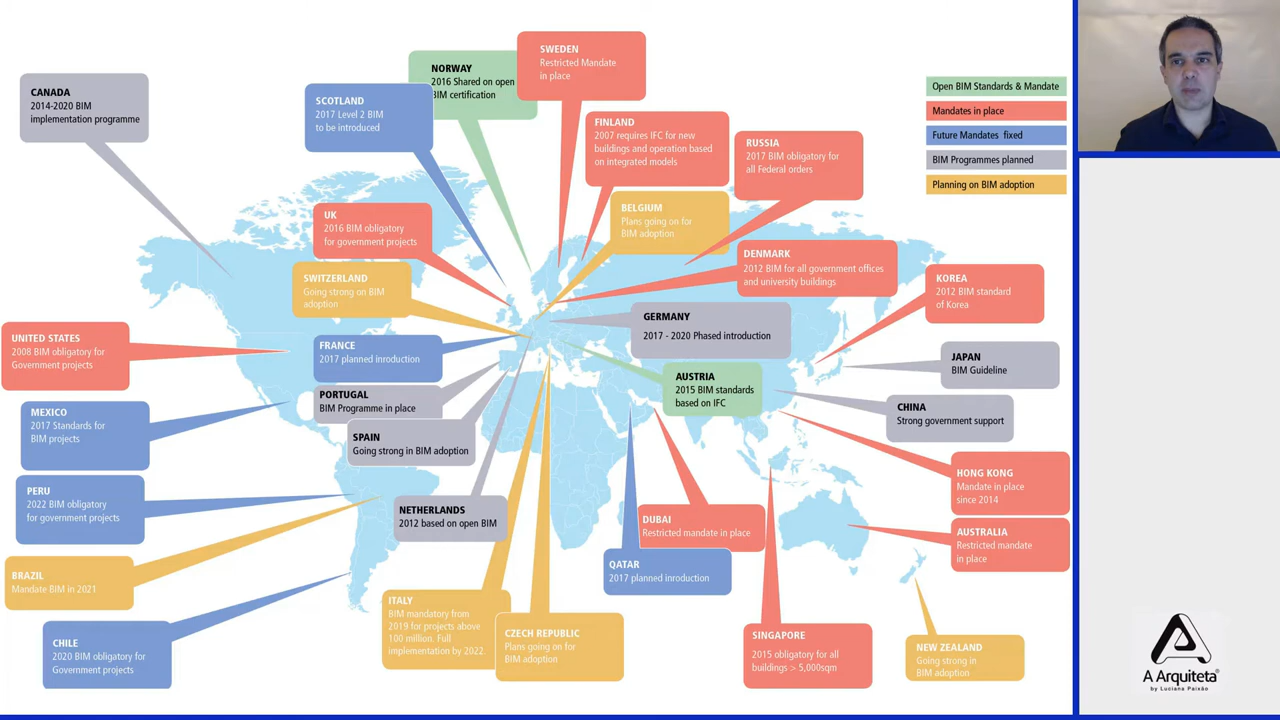 CANADA
2014-2020 BIM
implementation programme
SCOTLAND
2017 Level 2 BIM
to be introduced
NORWAY
2016 Shared on open
BIM certification
SWEDEN
Restricted Mandate
in place
FINLAND
2007 requires IFC for new
buildings and operation based
on integrated models
RUSSIA
2017 BIM obligatory for
all Federal orders
Open BIM Standards & Mandate
Mandates in place
Future Mandates fixed
BIM Programmes planned
Planning on BIM adoption
UK
2016 BIM obligatory
for government projects
BELGIUM
Plans going on for
BIM adoption
SWITZERLAND
Going strong on BIM
adoption
DENMARK
2012 BIM for all government offices
and university buildings
KOREA
2012 BIM standard
of Korea
UNITED STATES
2008 BIM obligatory for
Government projects
FRANCE
2017 planned inroduction
GERMANY
2017 - 2020 Phased introduction
JAPAN
BIM Guideline
PORTUGAL
BIM Programme in place
AUSTRIA
2015 BIM standards
based on IFC
MEXICO
2017 Standards for
BIM projects
SPAIN
Going strong in BIM adoption
CHINA
Strong government support
PERU
2022 BIM obligatory
for government projects
NETHERLANDS
2012 based on open BIM
HONG KONG
Mandate in place
since 2014
DUBAI
Restricted mandate in place
AUSTRALIA
Restricted mandate
in place
BRAZIL
Mandate BIM in 2021
QATAR
2017 planned inroduction
ITALY
BIM mandatory from
2019 for projects above
100 million. Full
implementation by 2022.
CZECH REPUBLIC
Plans going on for
BIM adoption
CHILE
2020 BIM obligatory for
Government projects
SINGAPORE
2015 obligatory for all
buildings > 5,000sqm
NEW ZEALAND
Going strong in
BIM adoption
A Arquiteta®
by Luciana Paixão